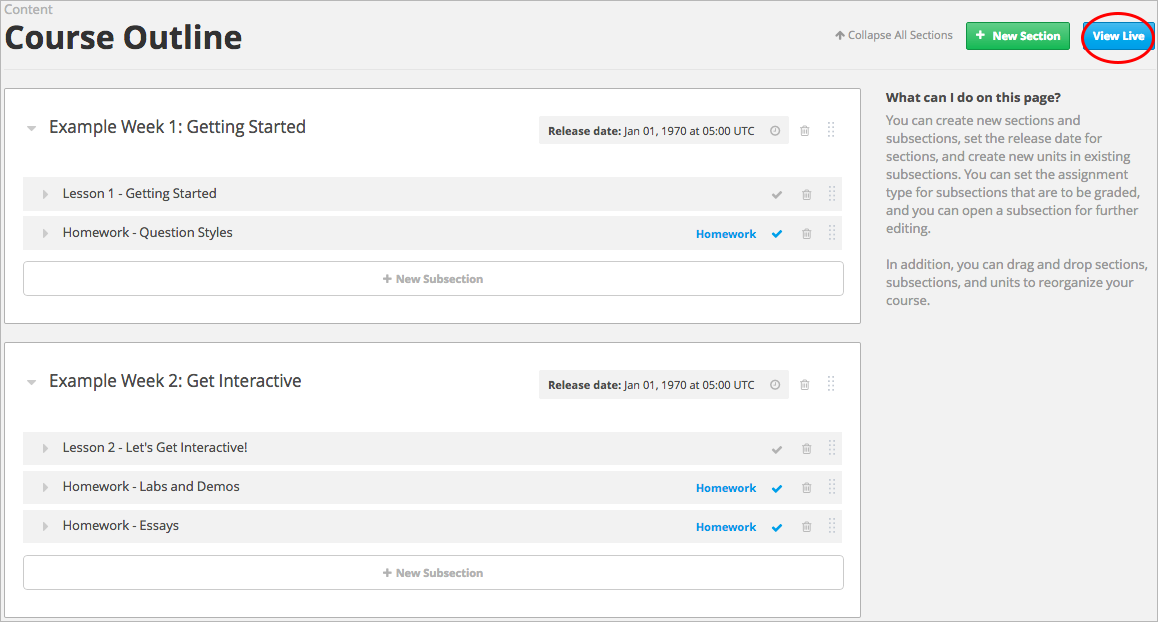 Content
Course Outline
Collapse All Sections
+ New Section
View Live
Example Week 1: Getting Started
Release date: Jan 01, 1970 at 05:00 UTC
Lesson 1 - Getting Started
Homework - Question Styles
Homework
+ New Subsection
Example Week 2: Get Interactive
Release date: Jan 01, 1970 at 05:00 UTC
Lesson 2 - Let's Get Interactive!
Homework - Labs and Demos
Homework
Homework - Essays
Homework
+ New Subsection
What can I do on this page?
You can create new sections and
subsections, set the release date for
sections, and create new units in existing
subsections. You can set the assignment
type for subsections that are to be graded,
and you can open a subsection for further
editing.
In addition, you can drag and drop sections,
subsections, and units to reorganize your
course.